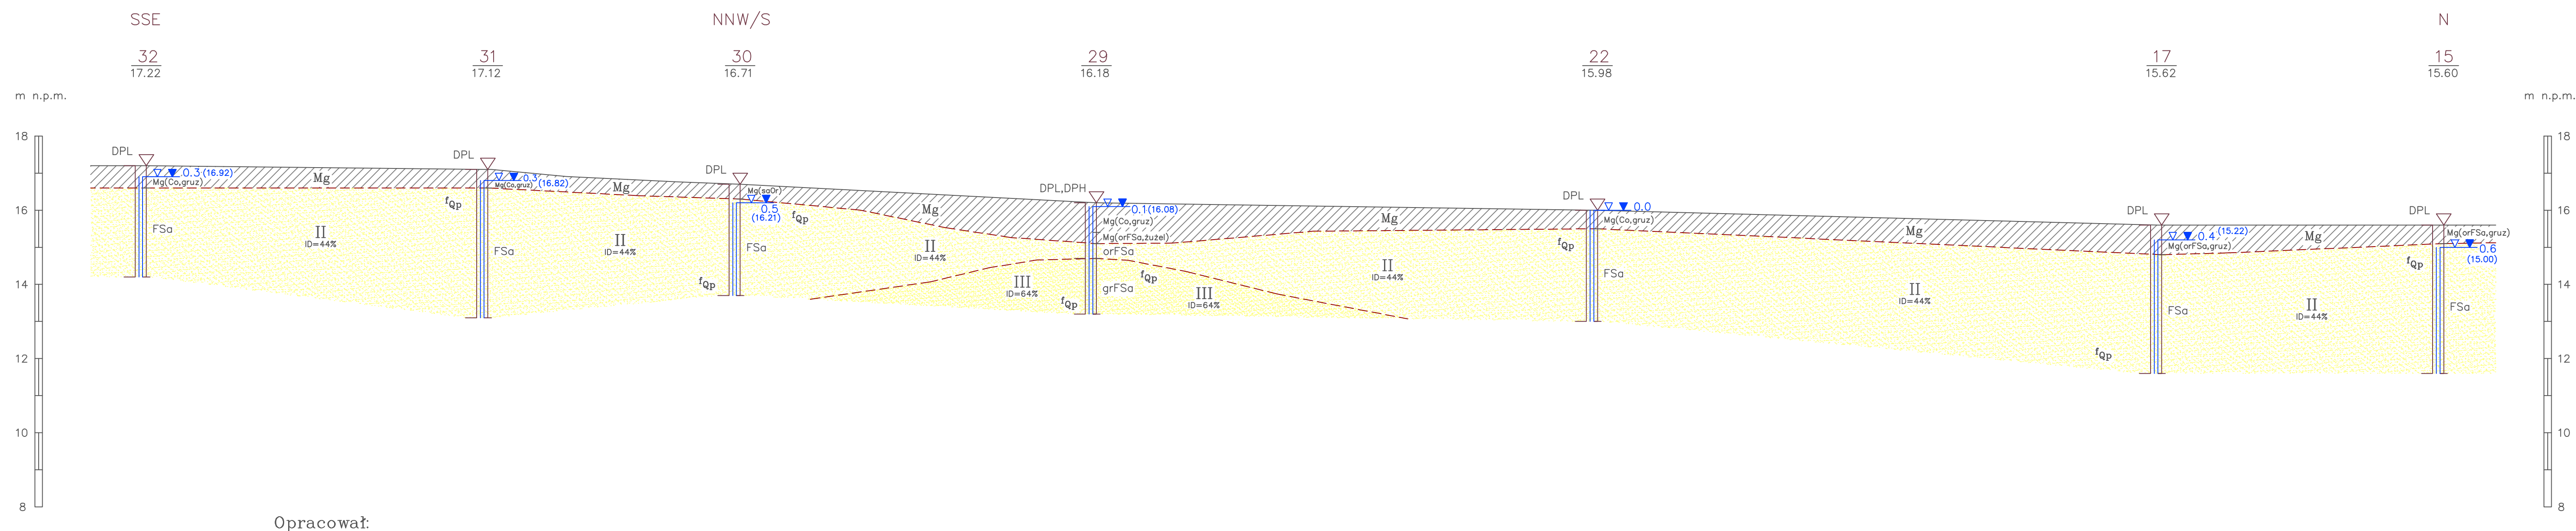 SSE NNW/S N
32 31 30 29 22 17 15
17.22 17.12 16.71 16.18 15.98 15.62 15.60
m n.p.m. m n.p.m.
18 18
DPL DPL DPL DPL,DPH DPL DPL DPL
0.3 (16.92) 0.3 (16.82) 0.5 (16.21) 0.1 (16.08) 0.0 0.4 (15.22) 0.6 (15.00)
Mg(Co,gruz) Mg Mg(Co,gruz) Mg Mg(saOr) Mg Mg(Co,gruz) Mg Mg(Co,gruz) Mg Mg(orFSa,gruz) Mg Mg(orFSa,gruz)
Mg(orFSa,żużel)
16 16
fQp fQp fQp fQp
FSa II FSa II FSa II orFSa II FSa II FSa II FSa
ID=44% ID=44% ID=44% ID=44% ID=44% ID=44%
14 14
fQp fQp fQp fQp
III grFSa III
ID=64% ID=64%
12 12
10 10
8 8
Opracował: